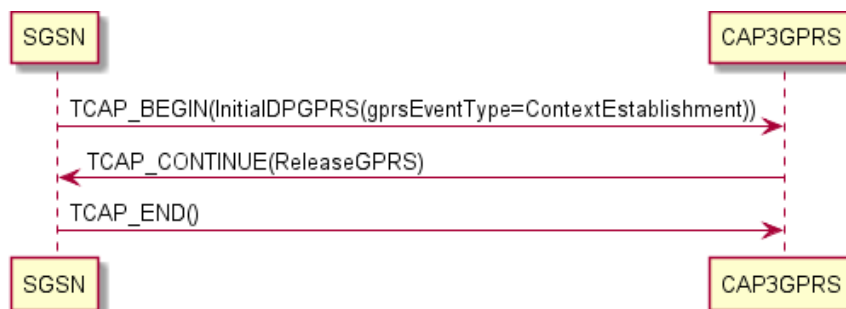 SGSN
CAP3GPRS
TCAP_BEGIN(InitialDPGPRS(gprsEventType=ContextEstablishment))
TCAP_CONTINUE(ReleaseGPRS)
TCAP_END()
SGSN
CAP3GPRS